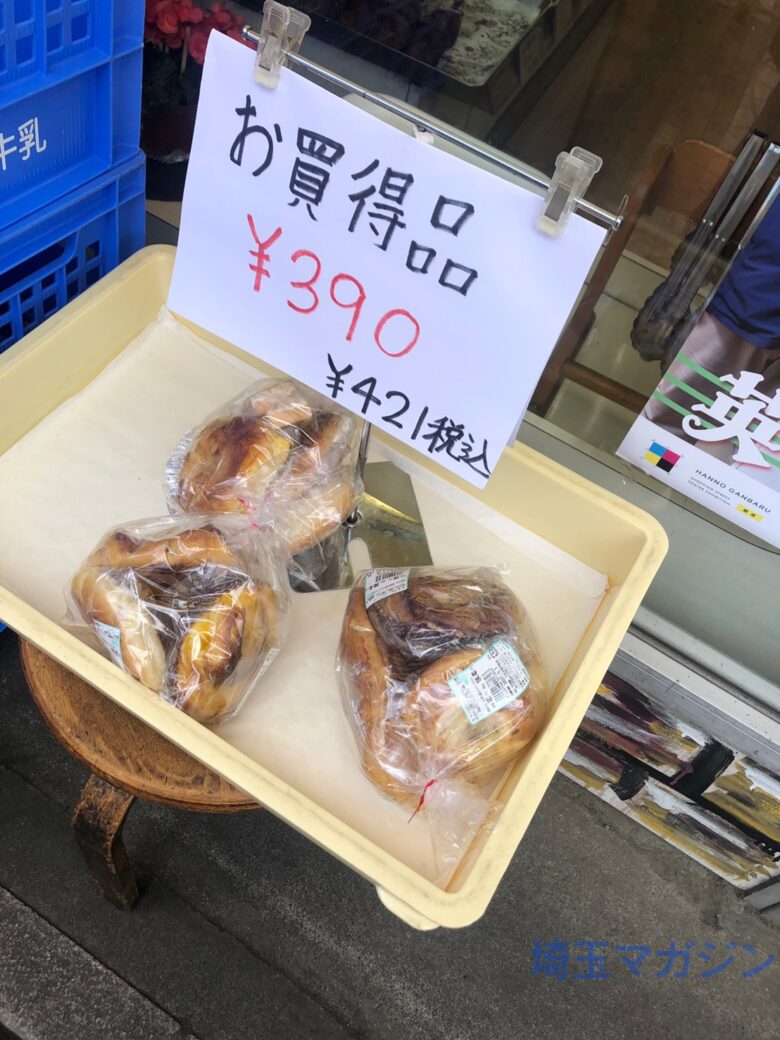 牛乳
お買得品
¥390
¥421税込
英
HANNO GANBARU
埼玉マガジン